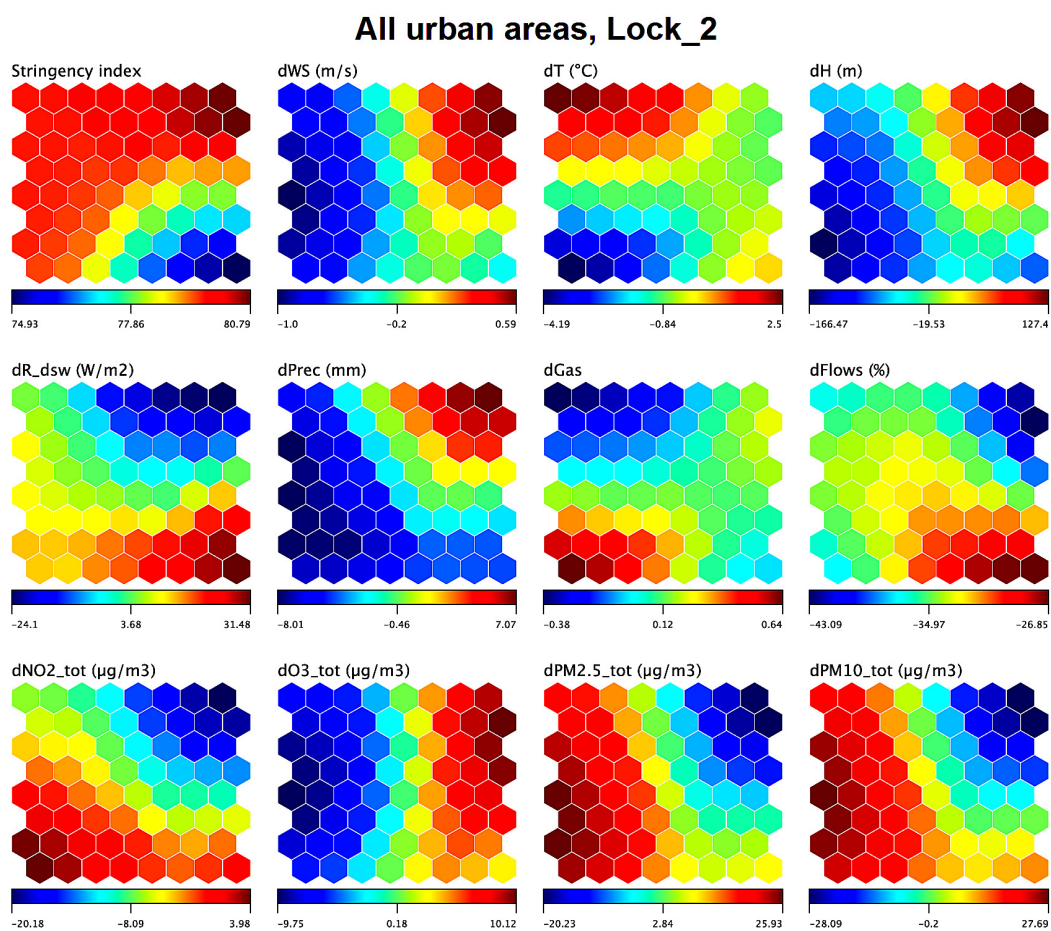 All urban areas, Lock_2
Stringency index
dWS (m/s)
dT (°C)
dH (m)
74.93 77.86 80.79
-1.0 -0.2 0.59
-4.19 -0.84 2.5
-166.47 -19.53 127.4
dR_dsw (W/m2)
dPrec (mm)
dGas
dFlows (%)
-24.1 3.68 31.48
-8.01 -0.46 7.07
-0.38 0.12 0.64
-43.09 -34.97 -26.85
dNO2_tot (µg/m3)
dO3_tot (µg/m3)
dPM2.5_tot (µg/m3)
dPM10_tot (µg/m3)
-20.18 -8.09 3.98
-9.75 0.18 10.12
-20.23 2.84 25.93
-28.09 -0.2 27.69